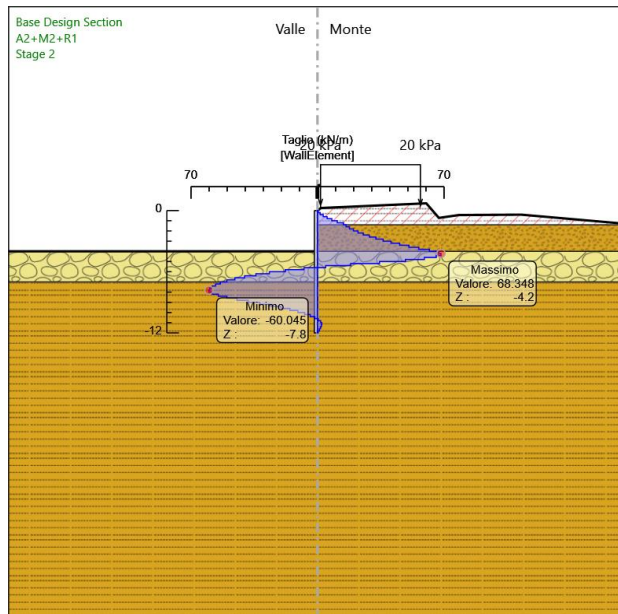 Base Design Section
A2+M2+R1
Stage 2
Valle
Monte
Taglio (kN/m)
[WallElement]
20 kPa
20 kPa
70
70
0
-12
Massimo
Valore: 68.348
Z : -4.2
Minimo
Valore: -60.045
Z : -7.8